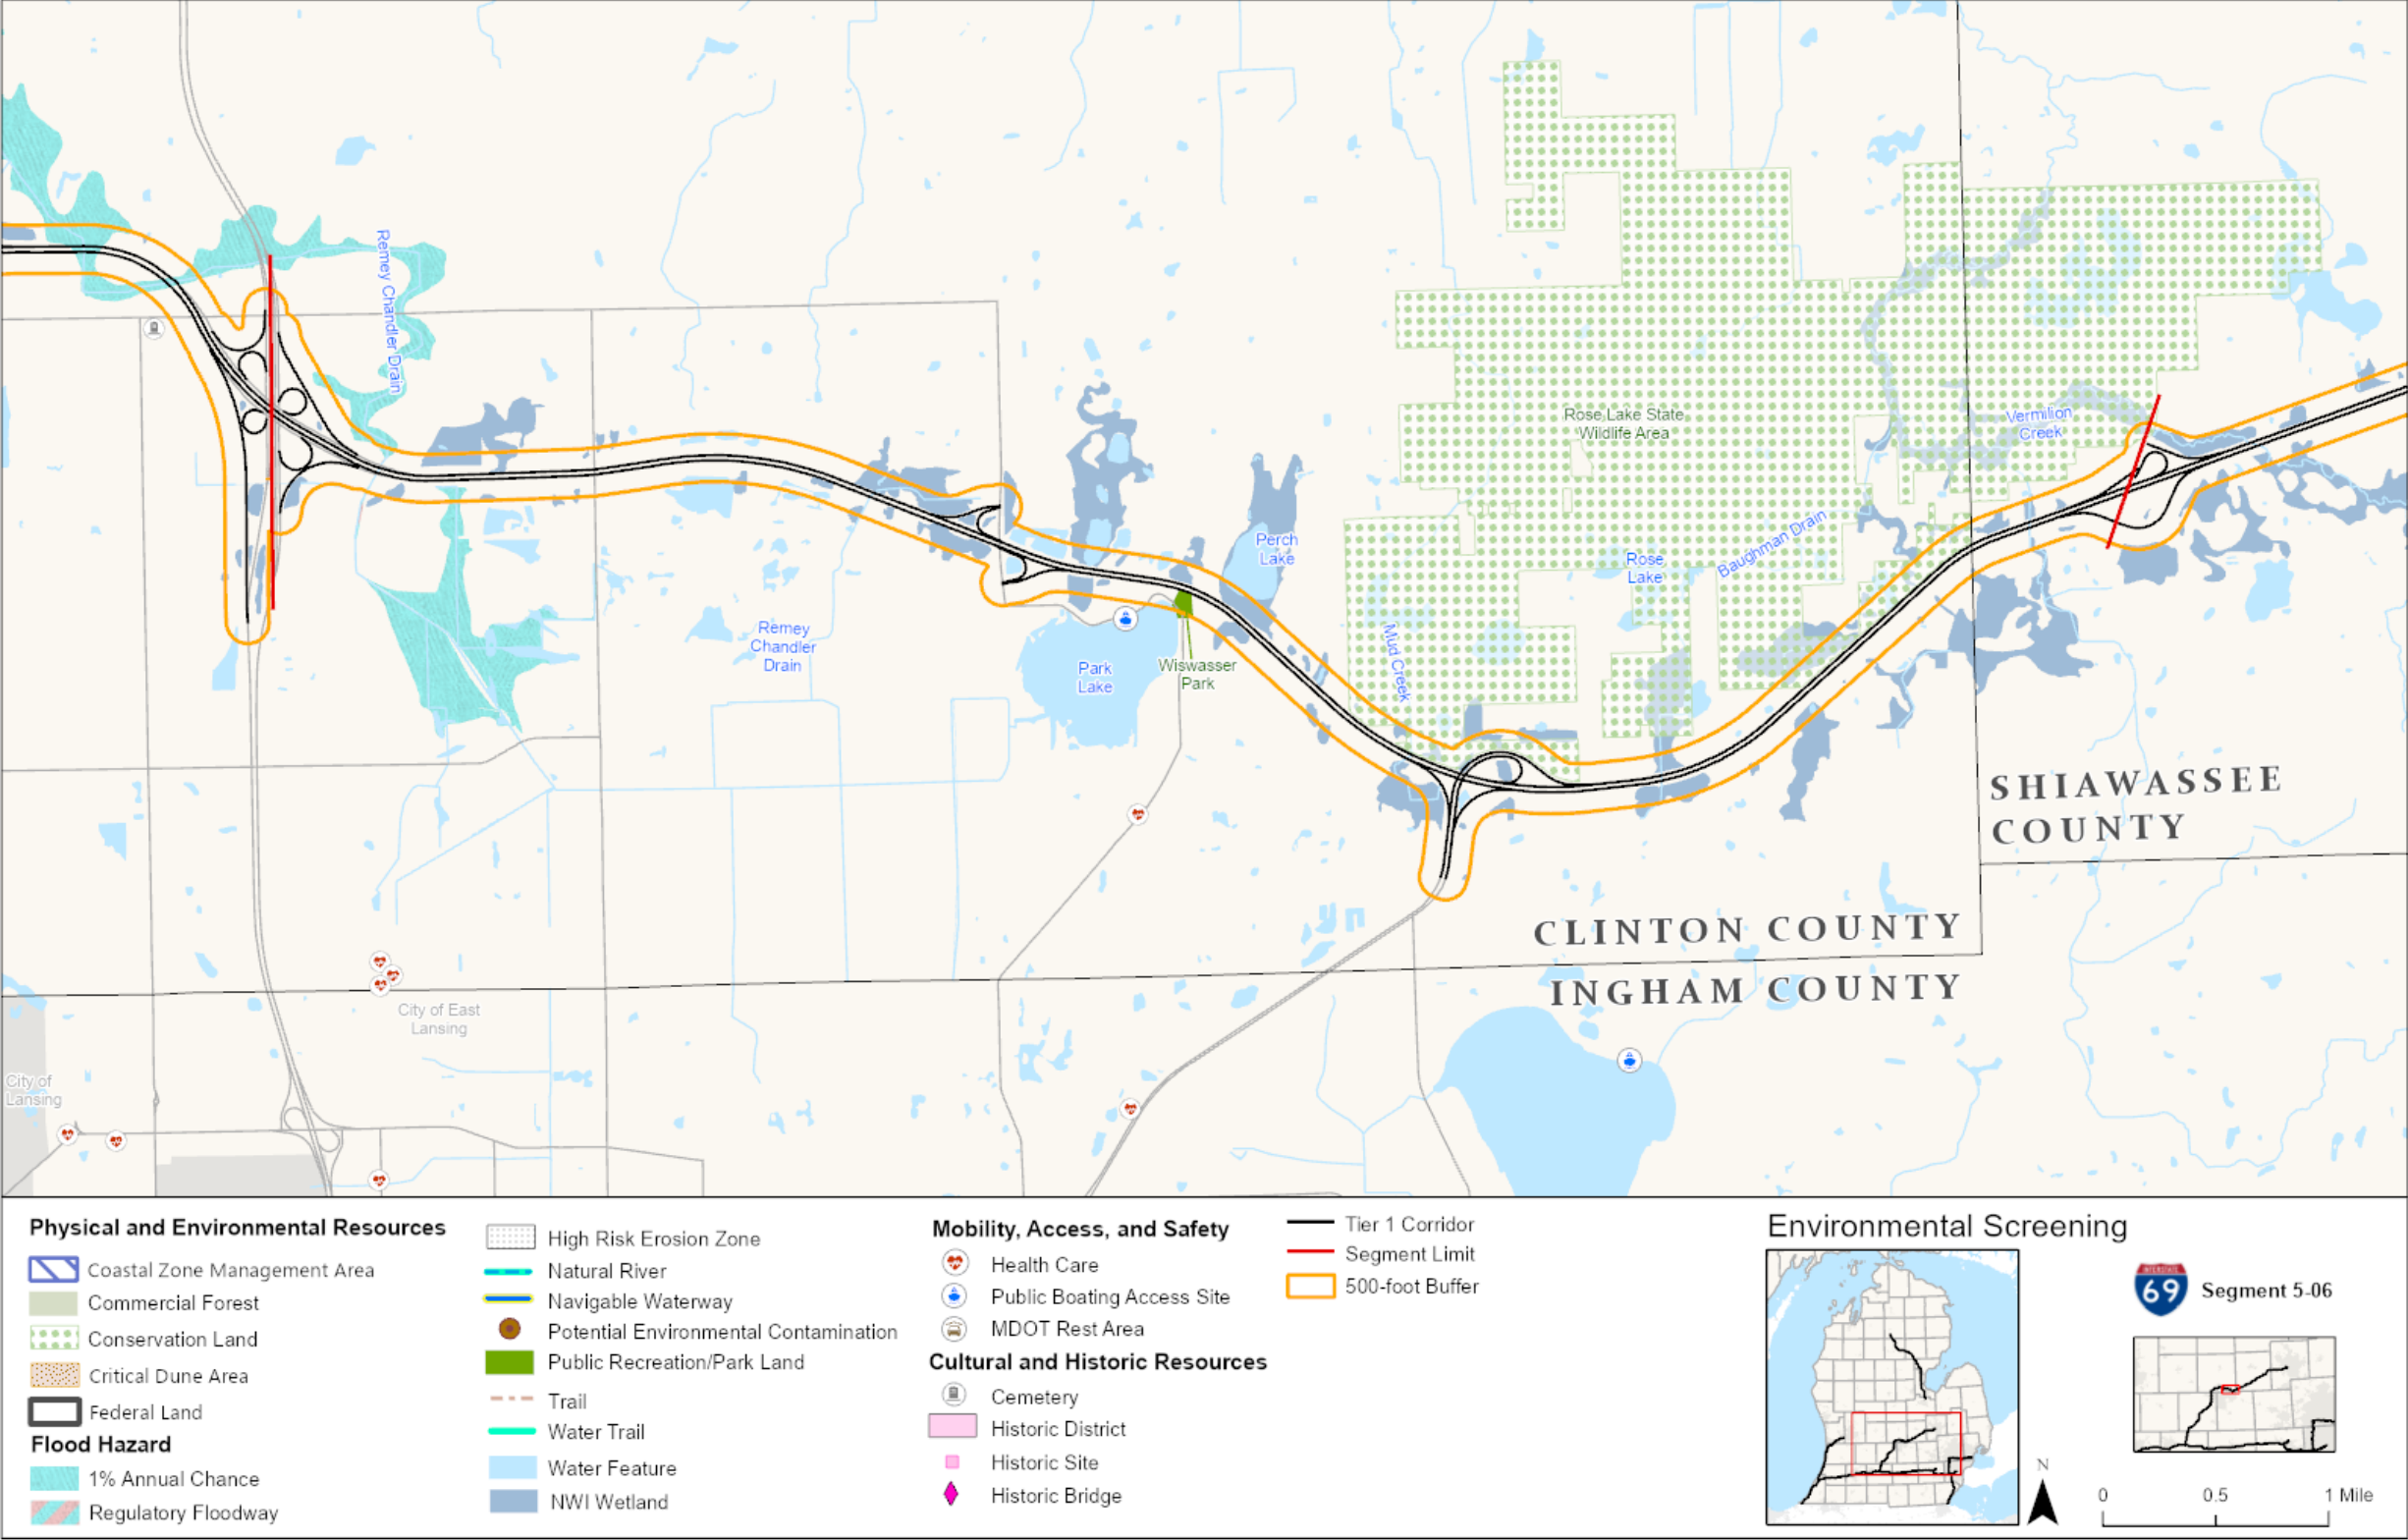 Remey Chandler Drain
Rose Lake State
Wildlife Area
Vermilion
Creek
Perch
Lake
Rose
Lake
Baughman Drain
Remey
Chandler
Drain
Park
Lake
Wiswasser
Park
Mud Creek
SHIAWASSEE
COUNTY
CLINTON COUNTY
INGHAM COUNTY
City of East
Lansing
City of
Lansing
Physical and Environmental Resources
Coastal Zone Management Area
Commercial Forest
Conservation Land
Critical Dune Area
Federal Land
Flood Hazard
1% Annual Chance
Regulatory Floodway
High Risk Erosion Zone
Natural River
Navigable Waterway
Potential Environmental Contamination
Public Recreation/Park Land
Trail
Water Trail
Water Feature
NWI Wetland
Mobility, Access, and Safety
Health Care
Public Boating Access Site
MDOT Rest Area
Cultural and Historic Resources
Cemetery
Historic District
Historic Site
Historic Bridge
Tier 1 Corridor
Segment Limit
500-foot Buffer
Environmental Screening
INTERSTATE
69
Segment 5-06
N
0 0.5 1 Mile